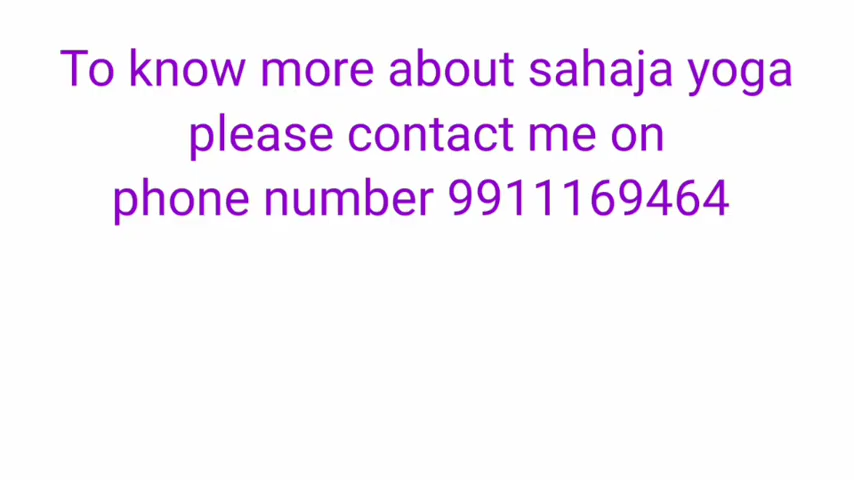 To know more about sahaja yoga
please contact me on
phone number 9911169464